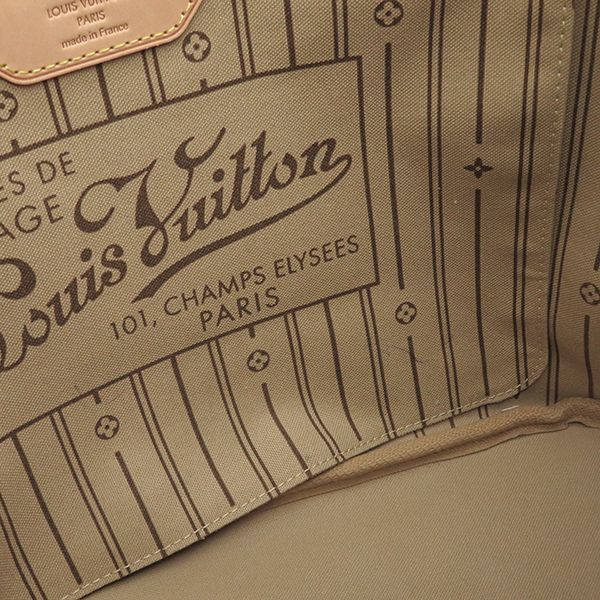 LOUIS VUITTON
PARIS
made in France
ES DE
AGE
Louis Vuitton
101, CHAMPS ELYSEES
PARIS